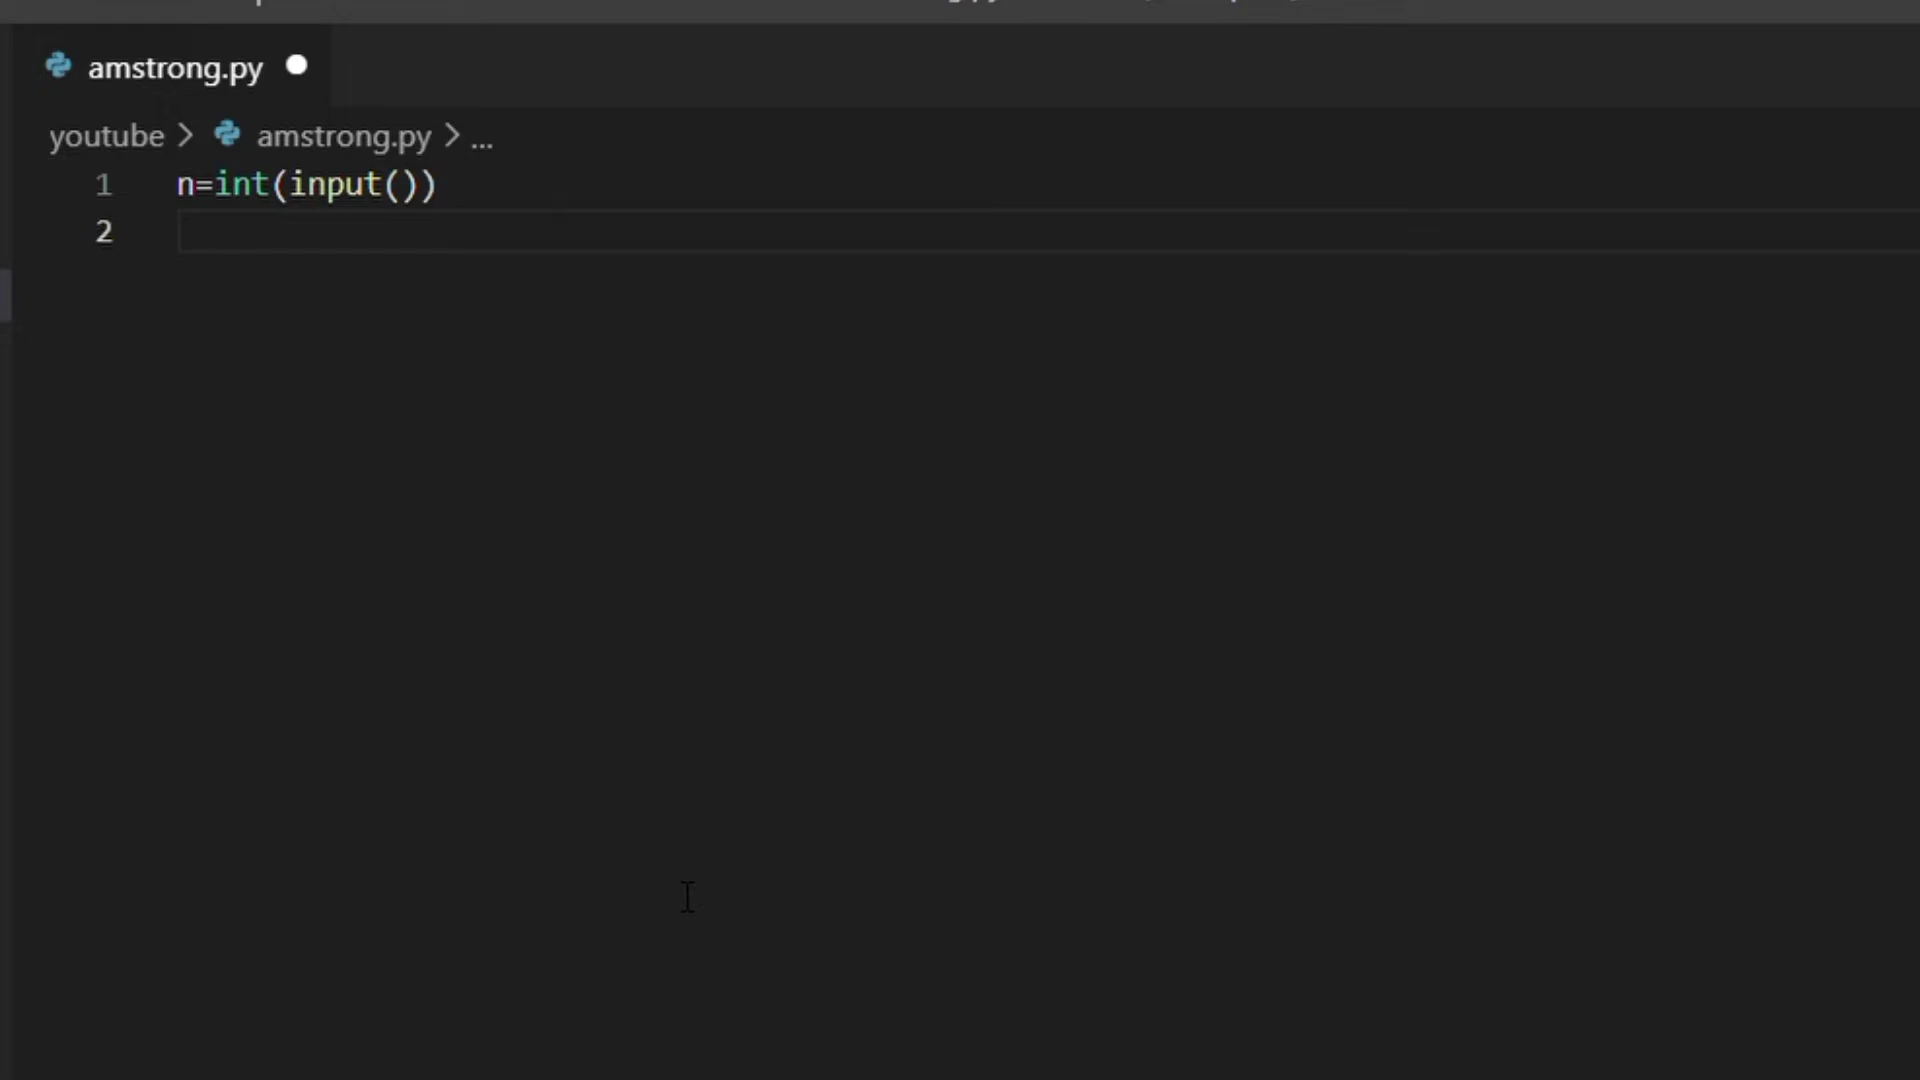 amstrong.py
youtube > amstrong.py > ...
1 n=int(input())
2